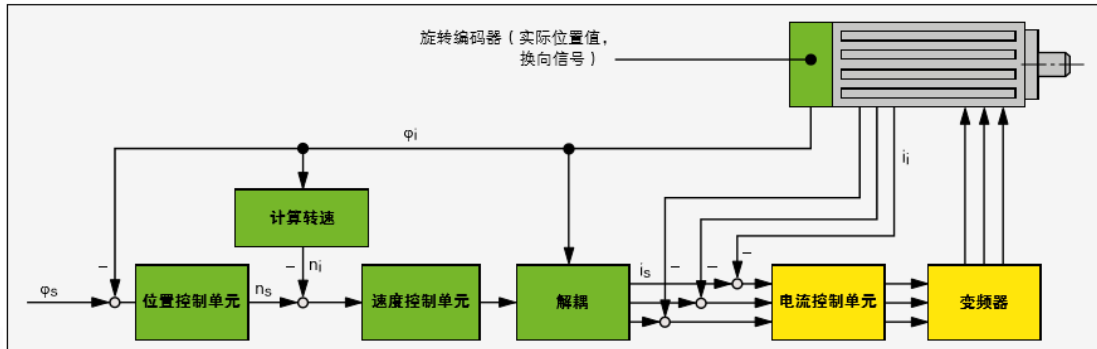 旋转编码器（实际位置值，
换向信号）
φi
ii
计算转速
−
−
ni
is
−
−
−
φs
位置控制单元
ns
速度控制单元
解耦
电流控制单元
变频器